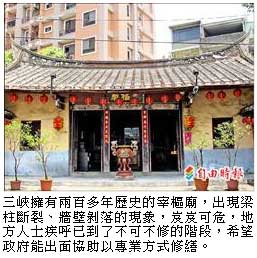 自由時報
三峽擁有兩百多年歷史的宰樞廟，出現梁
柱斷裂、牆壁剝落的現象，岌岌可危，地
方人士疾呼已到了不可不修的階段，希望
政府能出面協助以專業方式修繕。